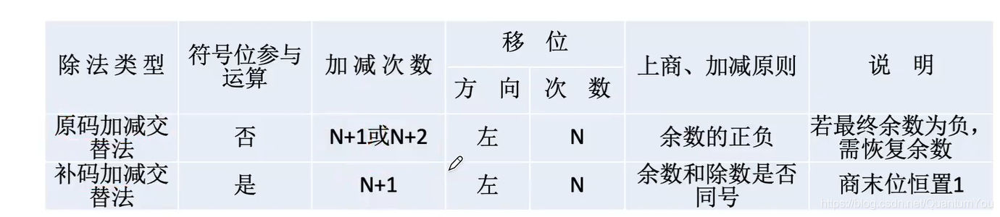 除法类型
符号位参与
运算
加减次数
移 位
方 向
次 数
上商、加减原则
说 明
原码加减交
替法
否
N+1或N+2
左
N
余数的正负
若最终余数为负，
需恢复余数
补码加减交
替法
是
N+1
左
N
余数和除数是否
同号
商末位恒置1
https://blog.csdn.net/QuantumYou